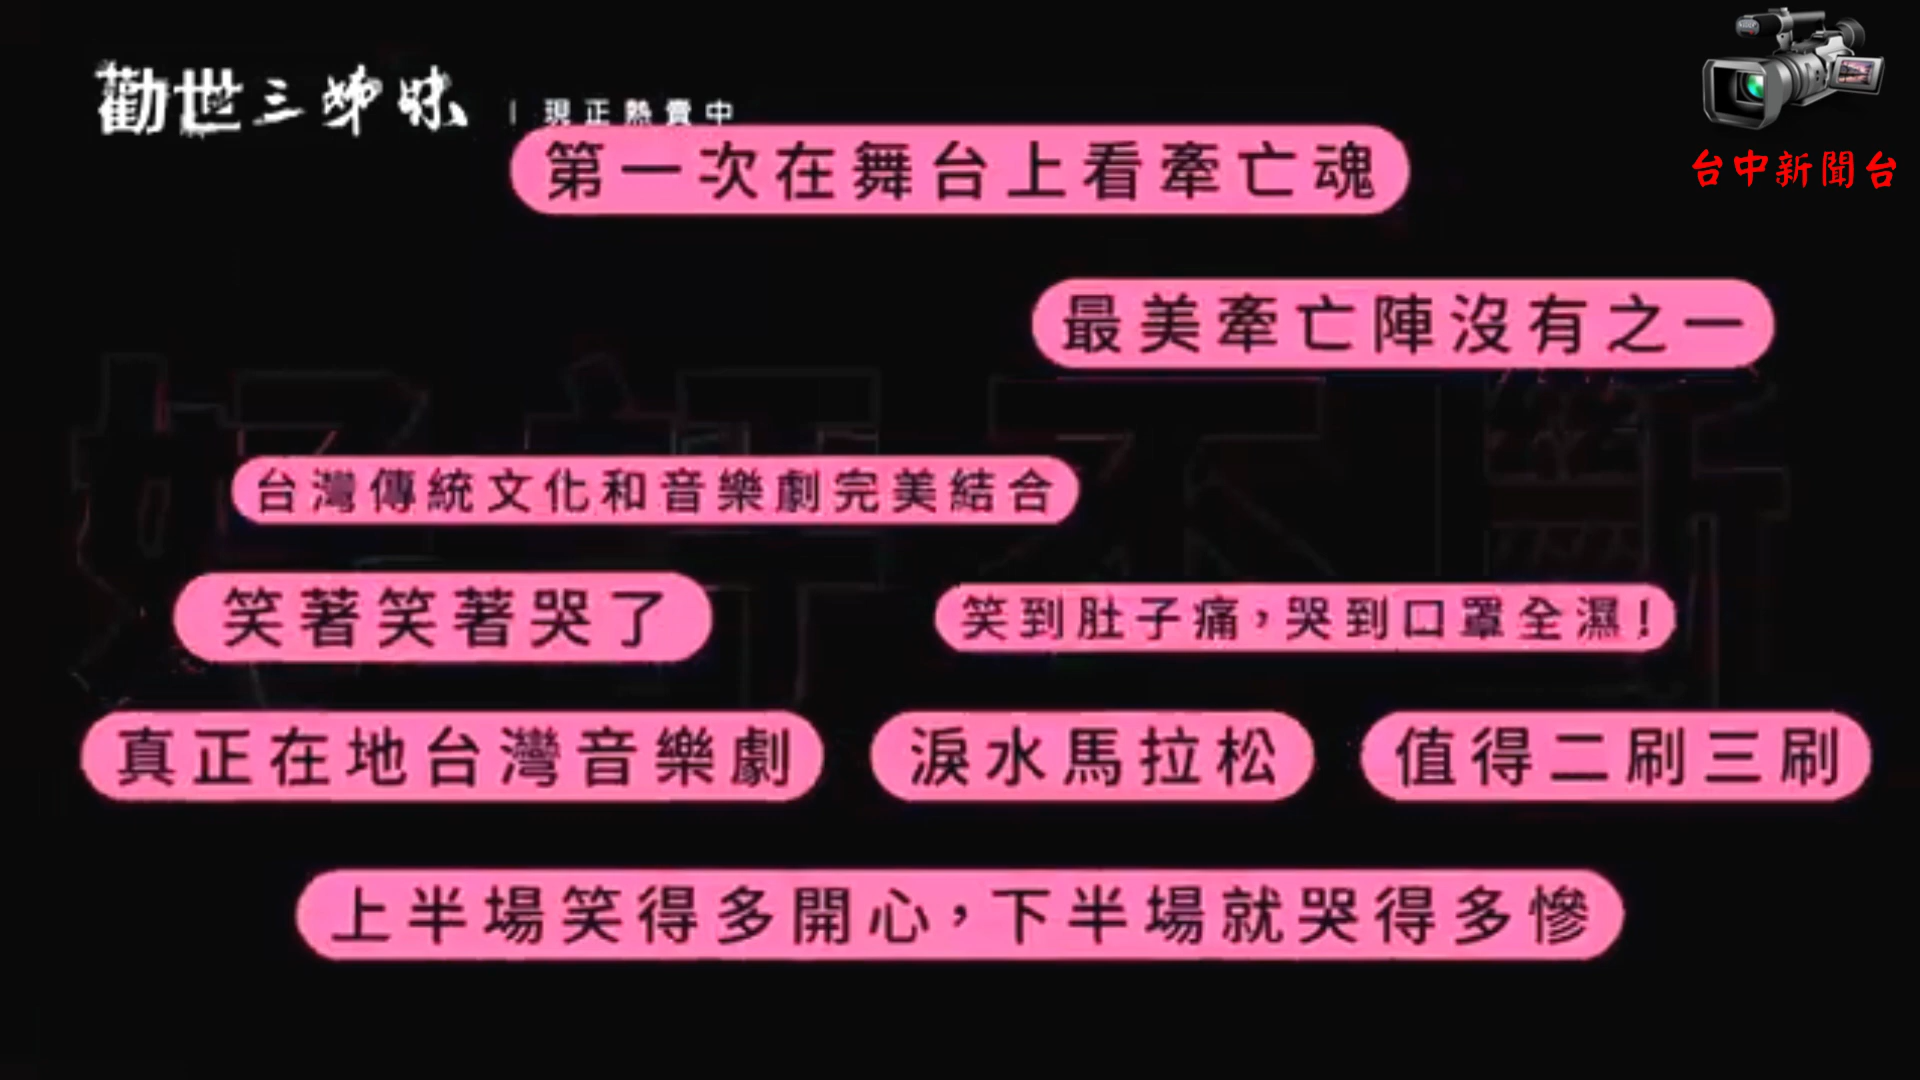 勸世三姊妹 | 現正熱賣中
台中新聞台
第一次在舞台上看牽亡魂
最美牽亡陣沒有之一
好評不斷
台灣傳統文化和音樂劇完美結合
笑著笑著哭了
笑到肚子痛，哭到口罩全濕！
真正在地台灣音樂劇
淚水馬拉松
值得二刷三刷
上半場笑得多開心，下半場就哭得多慘